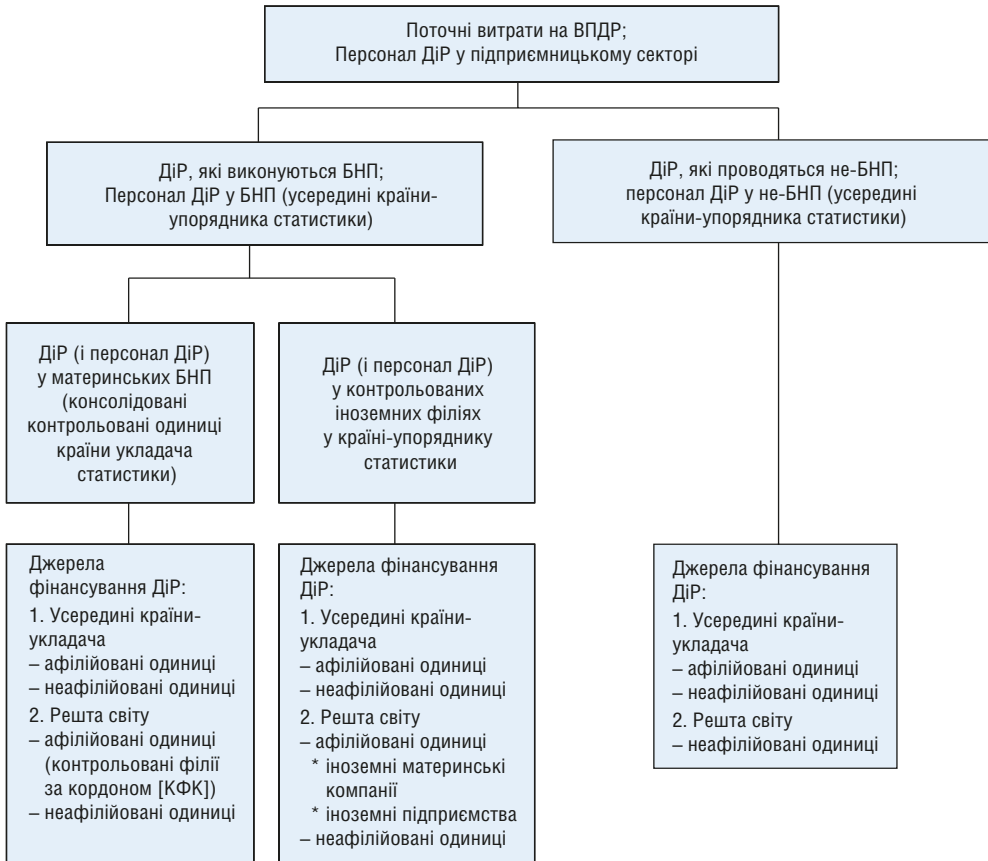 Поточні витрати на ВПДР;
Персонал ДіР у підприємницькому секторі
ДіР, які виконуються БНП;
Персонал ДіР у БНП (усередині країни-
упорядника статистики)
ДіР, які проводяться не-БНП;
персонал ДіР у не-БНП (усередині
країни-упорядника статистики)
ДіР (і персонал ДіР)
у материнських БНП
(консолідовані
контрольовані одиниці
країни укладача
статистики)
ДіР (і персонал ДіР)
у контрольованих
іноземних філіях
у країні-упоряднику
статистики
Джерела
фінансування ДіР:
1. Усередині країни-
укладача
– афілійовані одиниці
– неафілійовані одиниці
2. Решта світу
– афілійовані одиниці
(контрольовані філії
за кордоном [КФК])
– неафілійовані одиниці
Джерела фінансування
ДіР:
1. Усередині країни-
укладача
– афілійовані одиниці
– неафілійовані одиниці
2. Решта світу
– афілійовані одиниці
* іноземні материнські
компанії
* іноземні підприємства
– неафілійовані одиниці
Джерела фінансування
ДіР:
1. Усередині країни-
укладача
– афілійовані одиниці
– неафілійовані одиниці
2. Решта світу
– неафілійовані одиниці